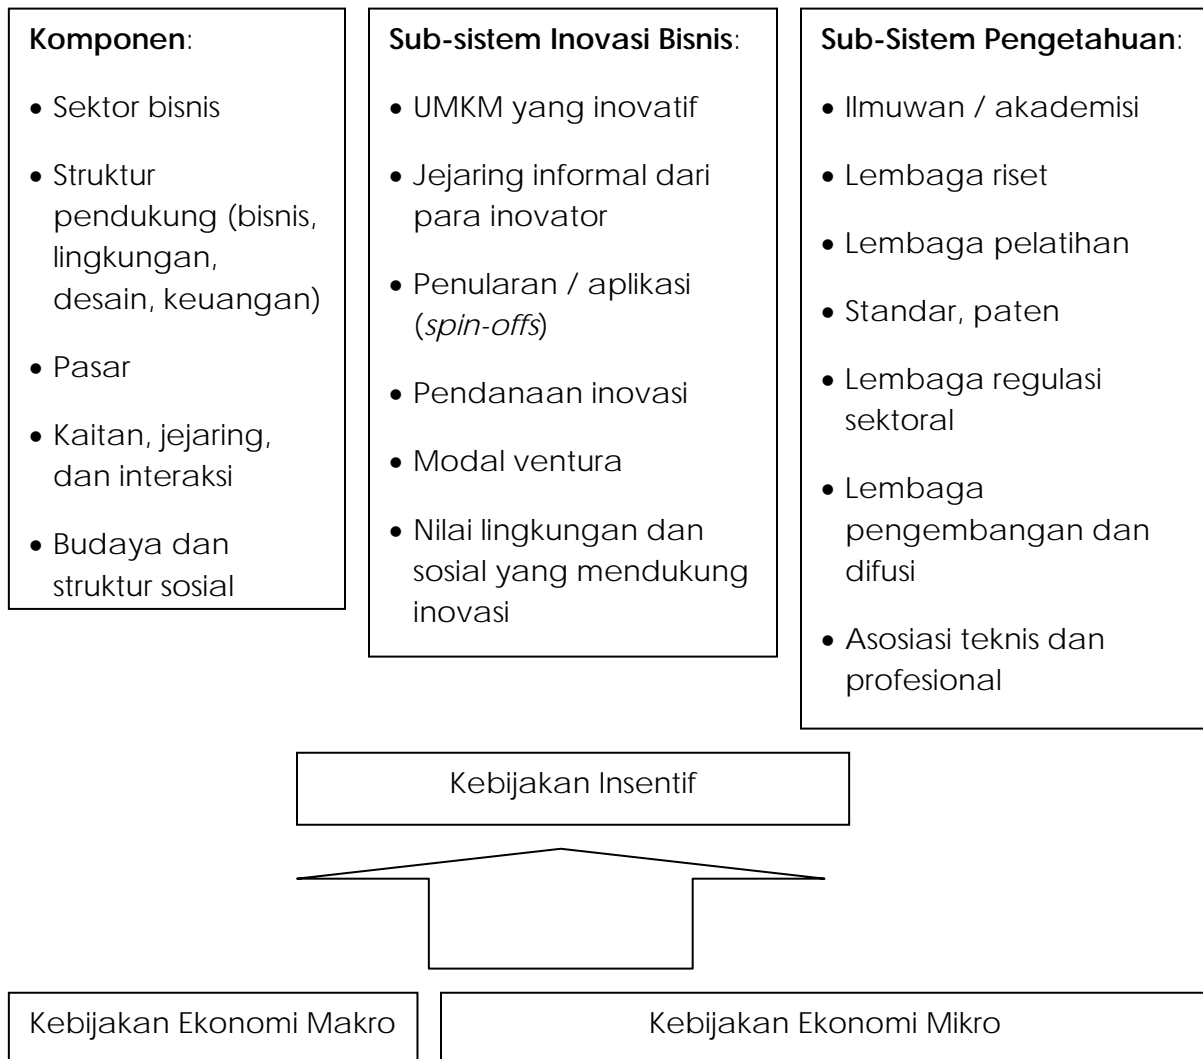 Komponen:
• Sektor bisnis
• Struktur
pendukung (bisnis,
lingkungan,
desain, keuangan)
• Pasar
• Kaitan, jejaring,
dan interaksi
• Budaya dan
struktur sosial
Sub-sistem Inovasi Bisnis:
• UMKM yang inovatif
• Jejaring informal dari
para inovator
• Penularan / aplikasi
(spin-offs)
• Pendanaan inovasi
• Modal ventura
• Nilai lingkungan dan
sosial yang mendukung
inovasi
Sub-Sistem Pengetahuan:
• Ilmuwan / akademisi
• Lembaga riset
• Lembaga pelatihan
• Standar, paten
• Lembaga regulasi
sektoral
• Lembaga
pengembangan dan
difusi
• Asosiasi teknis dan
profesional
Kebijakan Insentif
Kebijakan Ekonomi Makro
Kebijakan Ekonomi Mikro